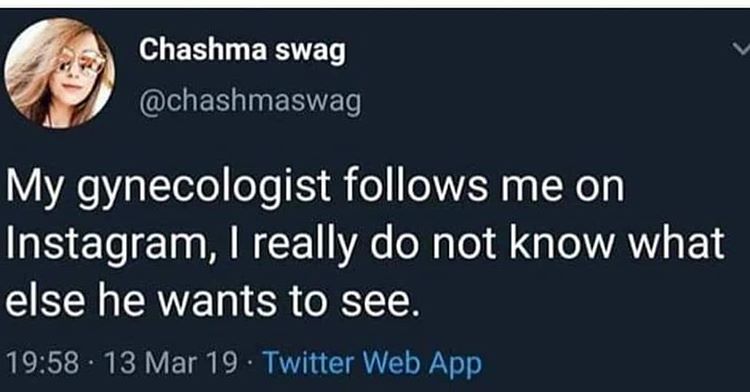 Chashma swag
@chashmaswag
My gynecologist follows me on
Instagram, I really do not know what
else he wants to see.
19:58 · 13 Mar 19 · Twitter Web App